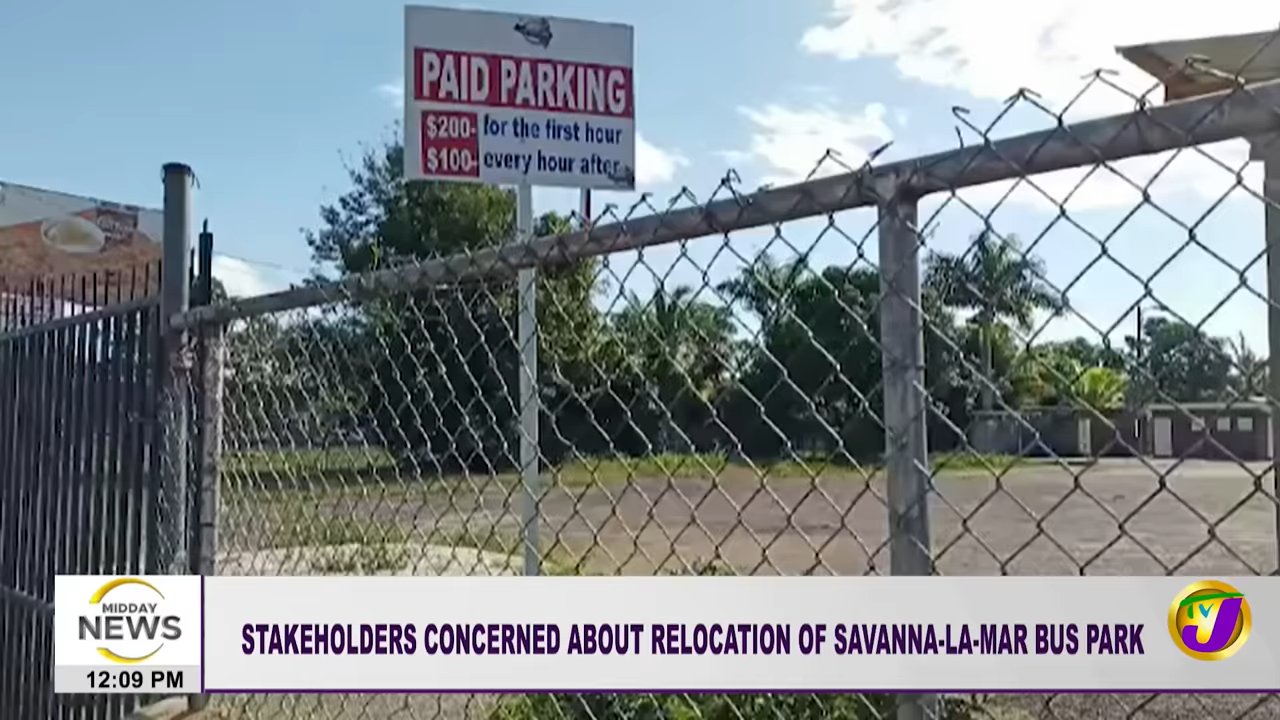 PAID PARKING
$200- for the first hour
$100- every hour after
MIDDAY
NEWS
12:09 PM
STAKEHOLDERS CONCERNED ABOUT RELOCATION OF SAVANNA-LA-MAR BUS PARK
TVJ